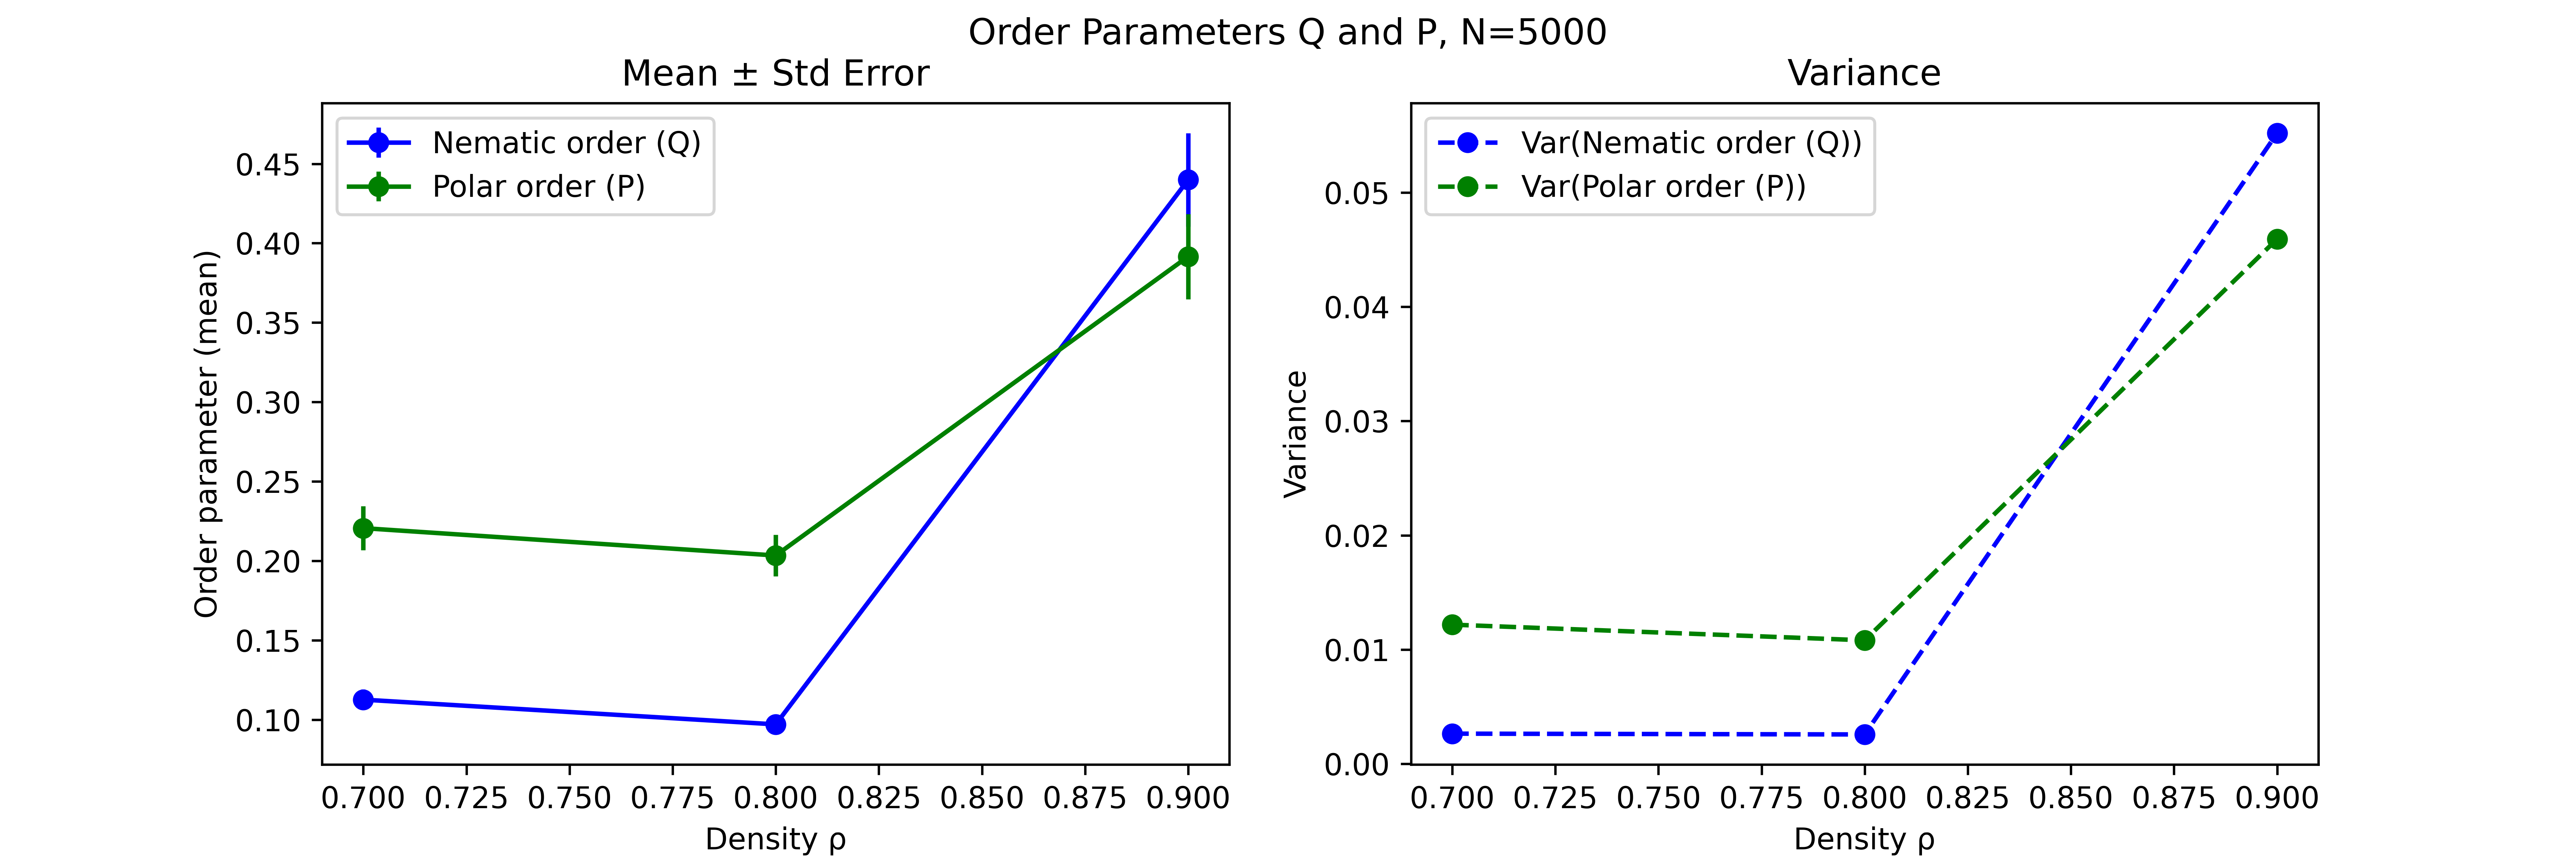 Order Parameters Q and P, N=5000
Mean ± Std Error
Nematic order (Q)
Polar order (P)
Order parameter (mean)
0.45
0.40
0.35
0.30
0.25
0.20
0.15
0.10
0.700 0.725 0.750 0.775 0.800 0.825 0.850 0.875 0.900
Density ρ
Variance
Var(Nematic order (Q))
Var(Polar order (P))
Variance
0.05
0.04
0.03
0.02
0.01
0.00
0.700 0.725 0.750 0.775 0.800 0.825 0.850 0.875 0.900
Density ρ